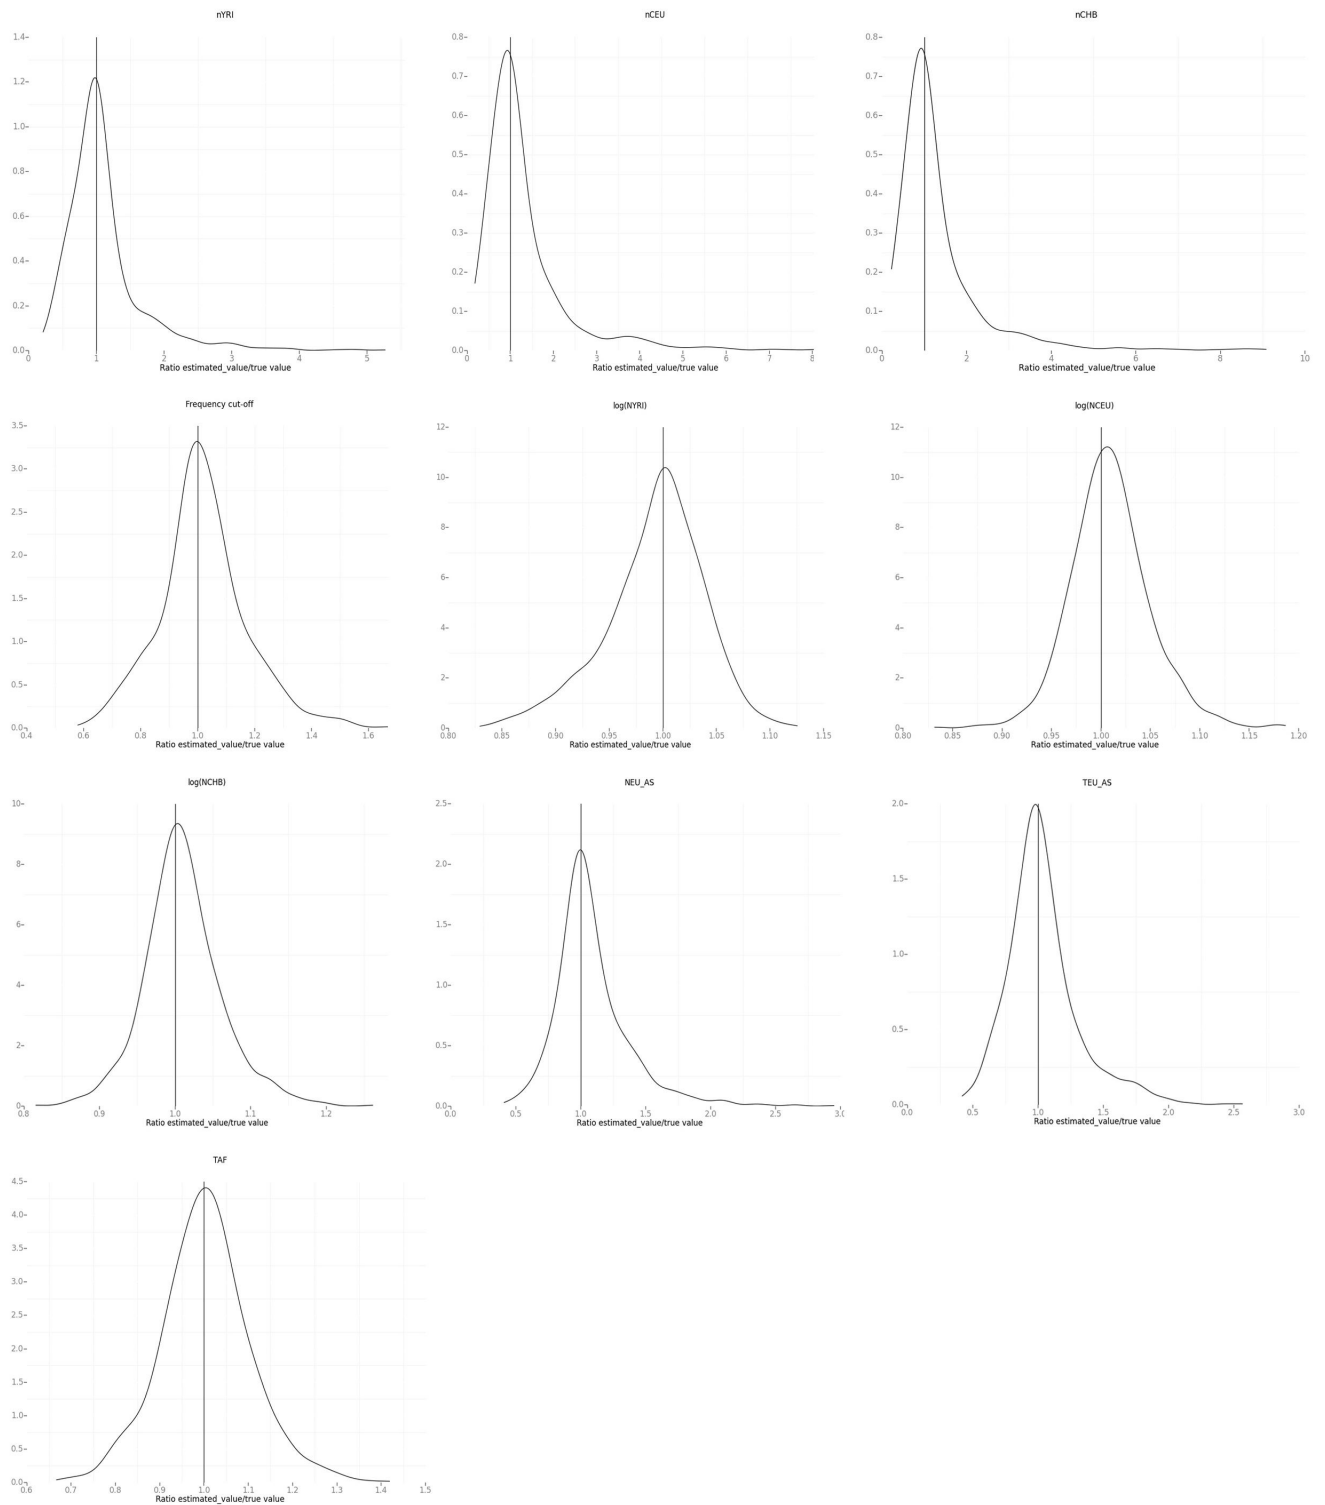 nYRI
nCEU
nCHB
1.4
1.2
1.0
0.8
0.6
0.4
0.2
0.0
0 1 2 3 4 5
Ratio estimated_value/true value
0.8
0.7
0.6
0.5
0.4
0.3
0.2
0.1
0.0
0 1 2 3 4 5 6 7 8
Ratio estimated_value/true value
0.8
0.7
0.6
0.5
0.4
0.3
0.2
0.1
0.0
0 2 4 6 8 10
Ratio estimated_value/true value
Frequency cut-off
log(NYRI)
log(NCEU)
3.5
3.0
2.5
2.0
1.5
1.0
0.5
0.0
0.4 0.6 0.8 1.0 1.2 1.4 1.6
Ratio estimated_value/true value
12
10
8
6
4
2
0
0.80 0.85 0.90 0.95 1.00 1.05 1.10 1.15
Ratio estimated_value/true value
12
10
8
6
4
2
0
0.80 0.85 0.90 0.95 1.00 1.05 1.10 1.15 1.20
Ratio estimated_value/true value
log(NCHB)
NEU_AS
TEU_AS
10
8
6
4
2
0
0.8 0.9 1.0 1.1 1.2
Ratio estimated_value/true value
2.5
2.0
1.5
1.0
0.5
0.0
0.0 0.5 1.0 1.5 2.0 2.5 3.0
Ratio estimated_value/true value
2.0
1.5
1.0
0.5
0.0
0.0 0.5 1.0 1.5 2.0 2.5 3.0
Ratio estimated_value/true value
TAF
4.5
4.0
3.5
3.0
2.5
2.0
1.5
1.0
0.5
0.0
0.6 0.7 0.8 0.9 1.0 1.1 1.2 1.3 1.4 1.5
Ratio estimated_value/true value